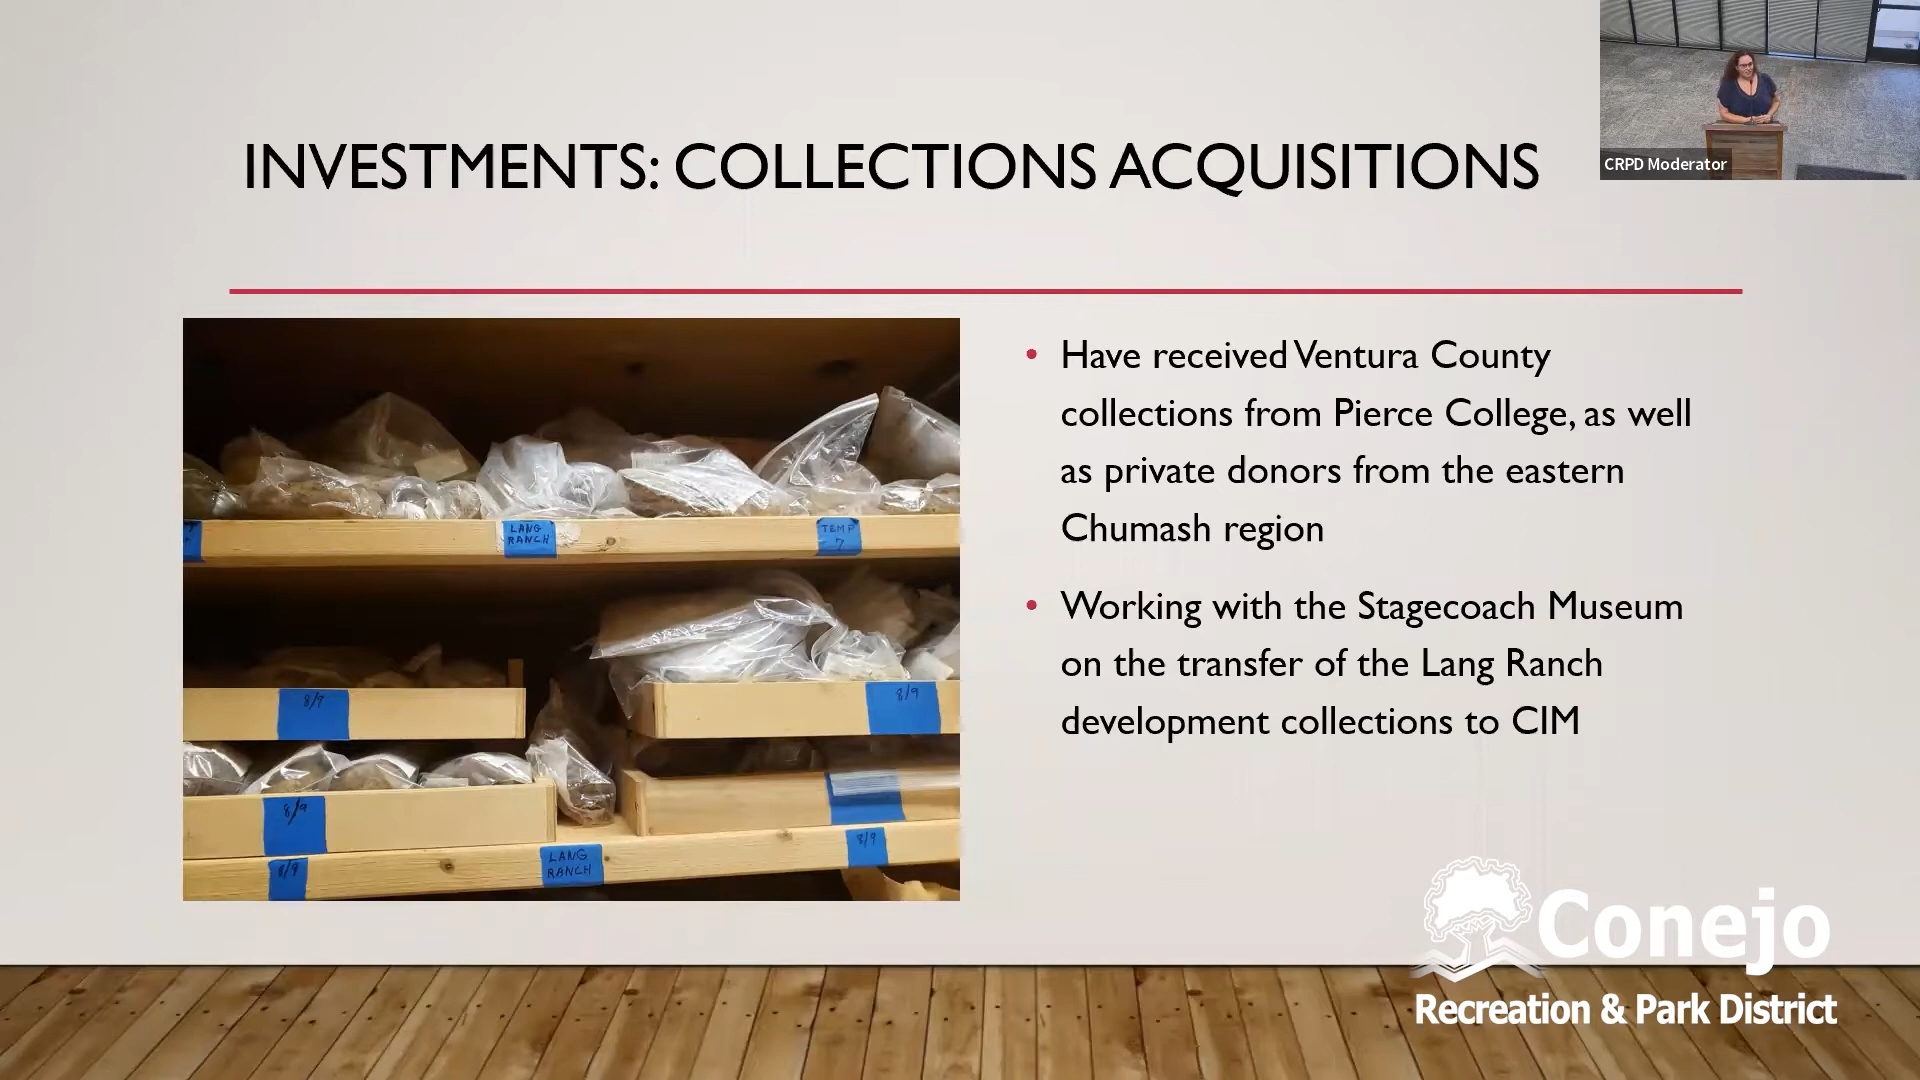 INVESTMENTS: COLLECTIONS ACQUISITIONS
CRPD Moderator
Have received Ventura County
collections from Pierce College, as well
as private donors from the eastern
Chumash region
Working with the Stagecoach Museum
on the transfer of the Lang Ranch
development collections to CIM
LANG
RANCH
TEMP
7
8/9
8/9
8/9
8/9
8/9
LANG
RANCH
Conejo
Recreation & Park District